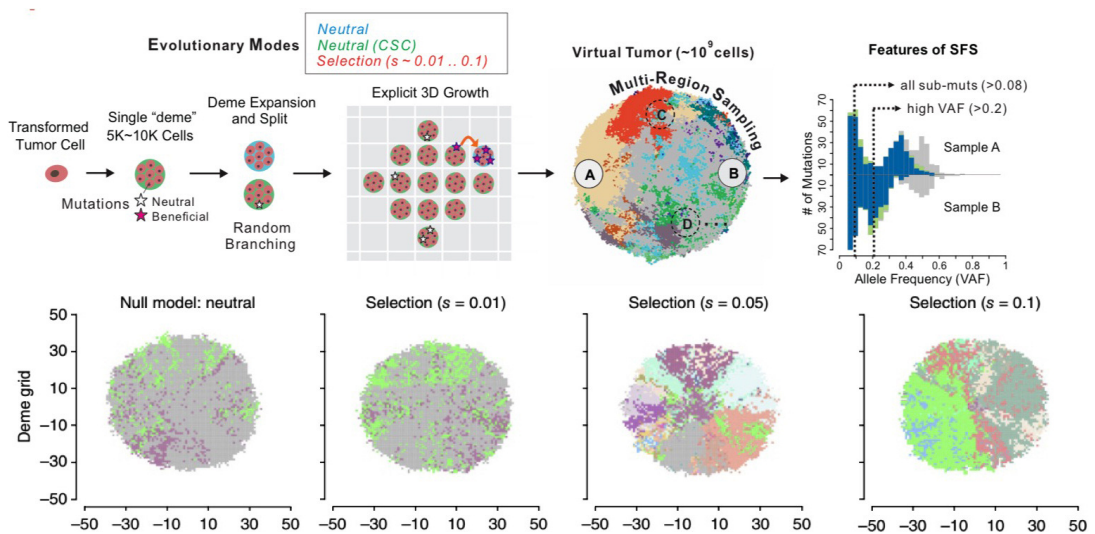 Evolutionary Modes
Neutral
Neutral (CSC)
Selection (s ~ 0.01 .. 0.1)
Transformed
Tumor Cell
Single “deme”
5K~10K Cells
Mutations
Neutral
Beneficial
Deme Expansion
and Split
Random
Branching
Explicit 3D Growth
Virtual Tumor (~10⁹cells)
Multi-Region Sampling
A
B
C
D
Features of SFS
all sub-muts (>0.08)
high VAF (>0.2)
Sample A
Sample B
# of Mutations
70
50
30
10
10
30
50
70
0 0.2 0.4 0.6 0.8 1
Allele Frequency (VAF)
Null model: neutral
Selection (s = 0.01)
Selection (s = 0.05)
Selection (s = 0.1)
Deme grid
50
30
10
−10
−30
−50
−50 −30 −10 10 30 50
−50 −30 −10 10 30 50
−50 −30 −10 10 30 50
−50 −30 −10 10 30 50